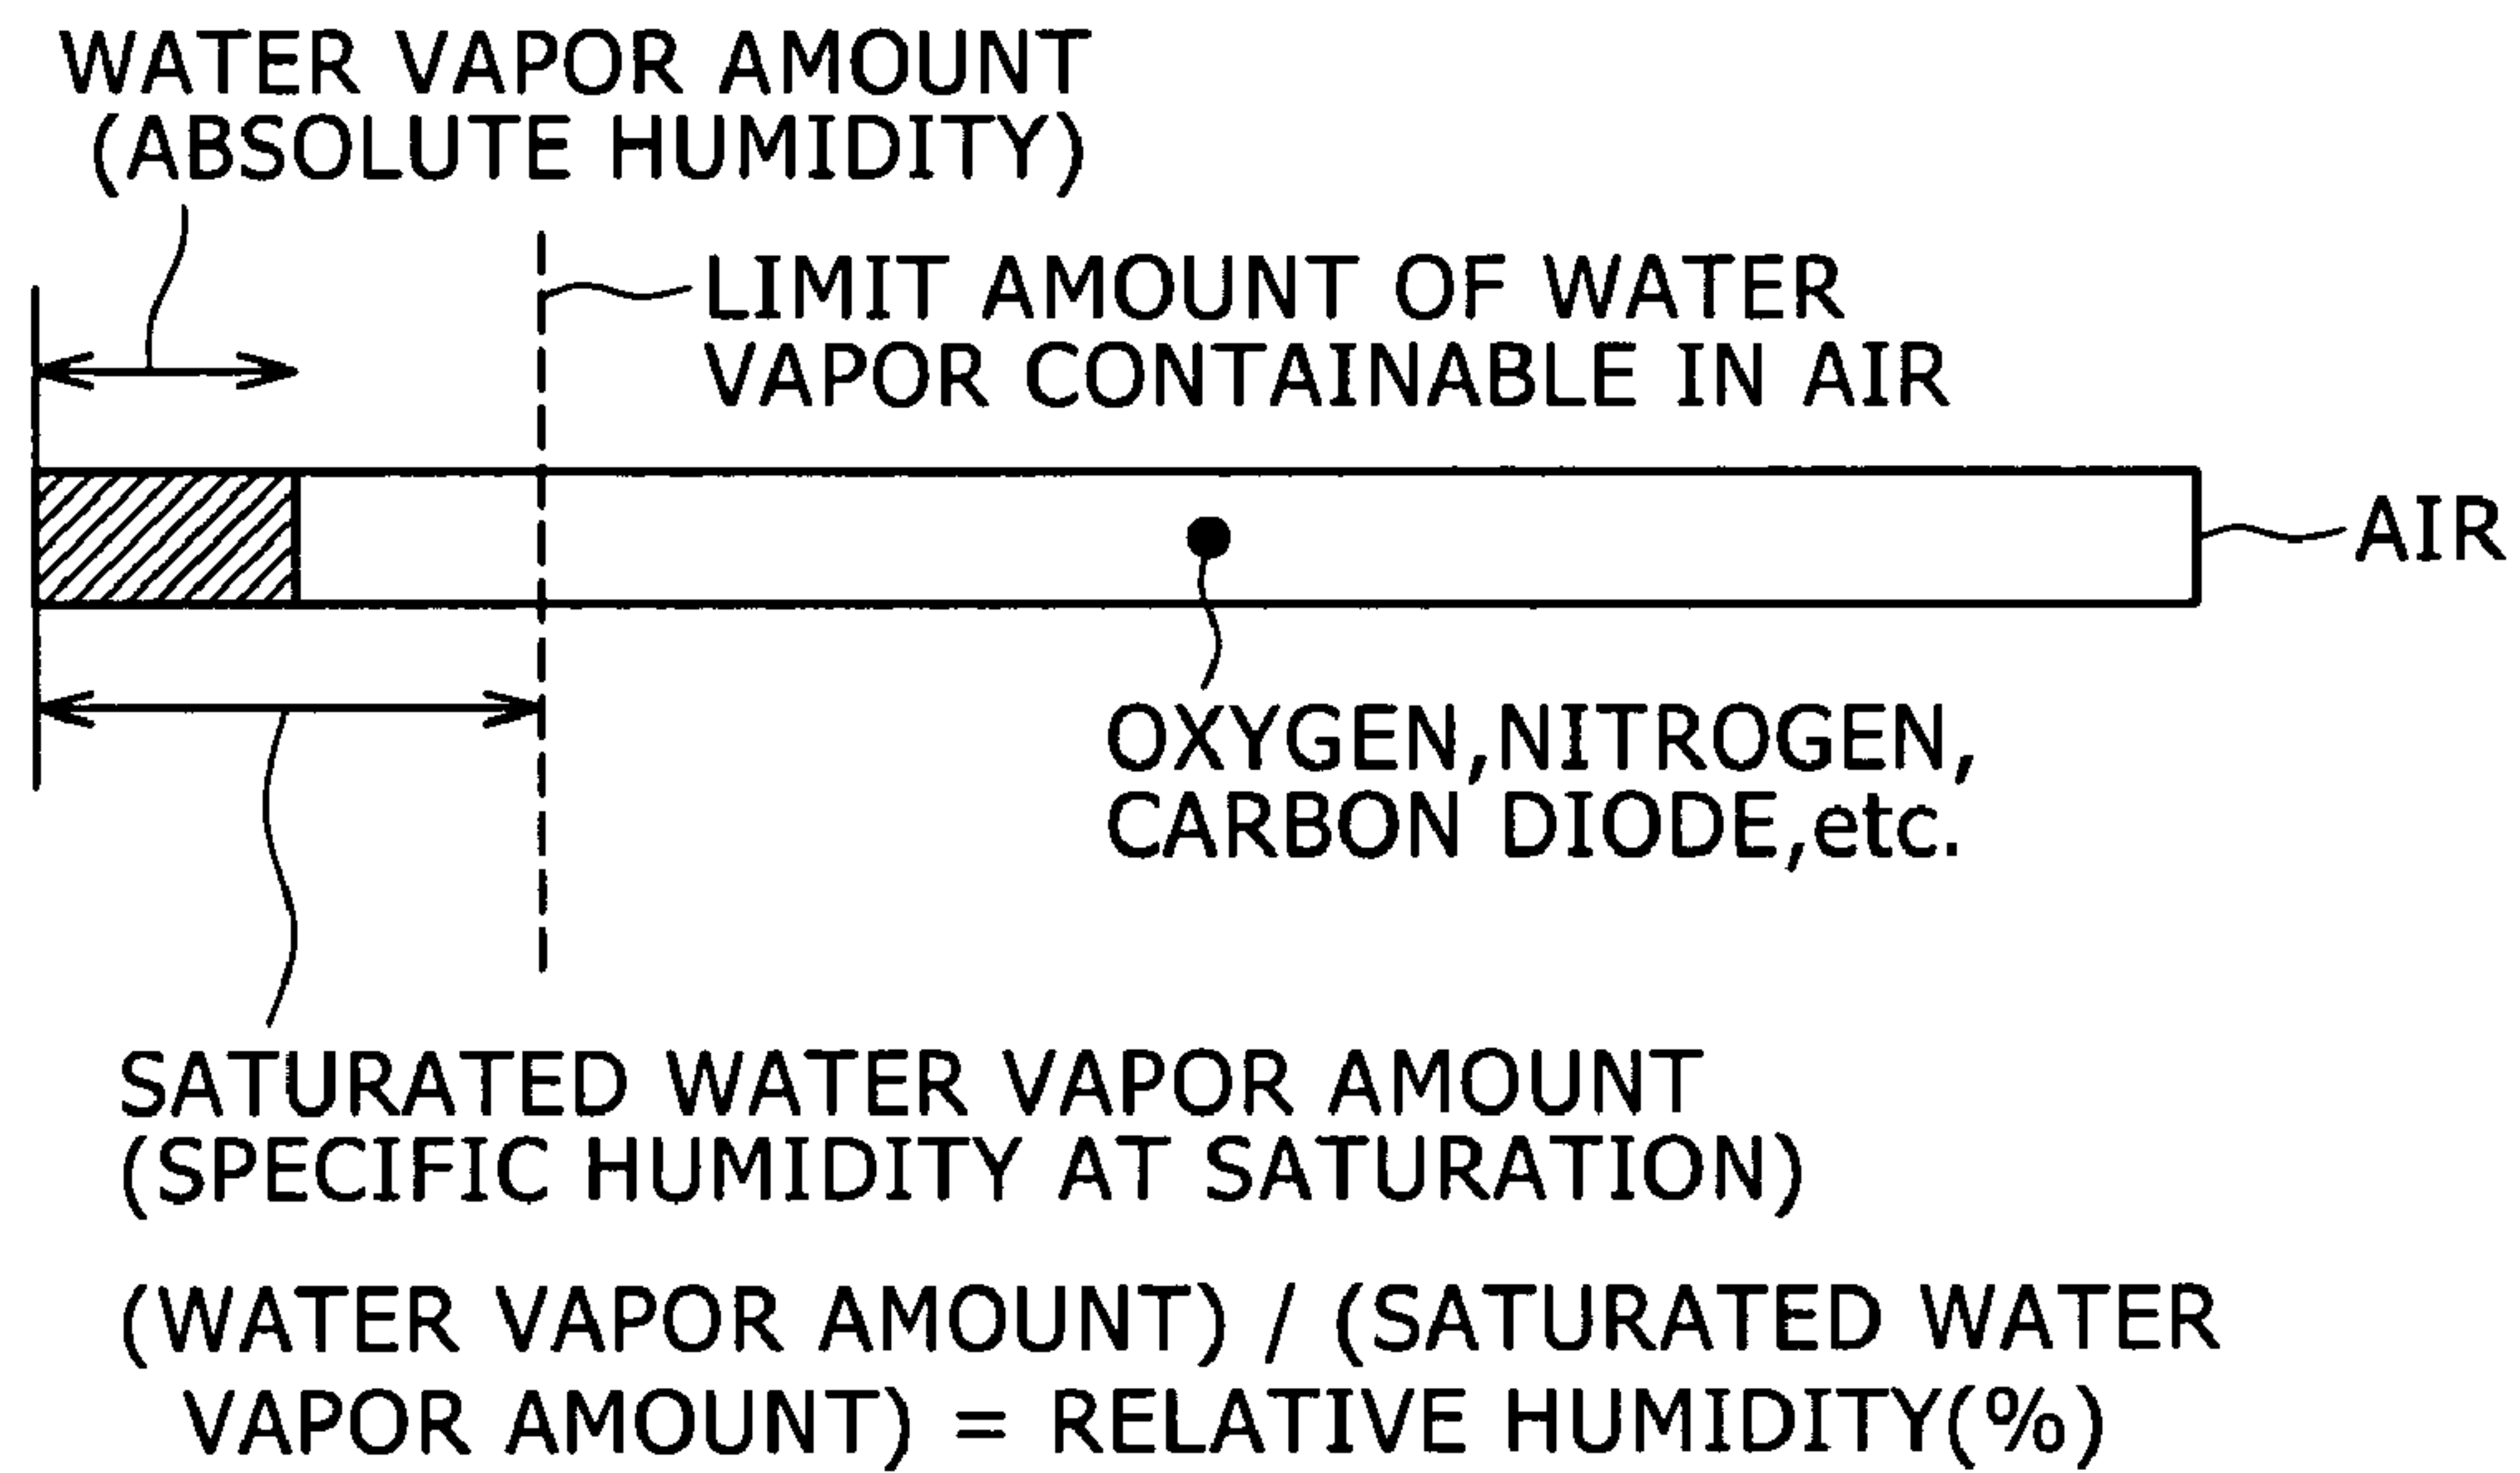 WATER VAPOR AMOUNT
(ABSOLUTE HUMIDITY)
LIMIT AMOUNT OF WATER
VAPOR CONTAINABLE IN AIR
AIR
OXYGEN,NITROGEN,
CARBON DIODE,etc.
SATURATED WATER VAPOR AMOUNT
(SPECIFIC HUMIDITY AT SATURATION)
(WATER VAPOR AMOUNT) / (SATURATED WATER
VAPOR AMOUNT) = RELATIVE HUMIDITY(%)